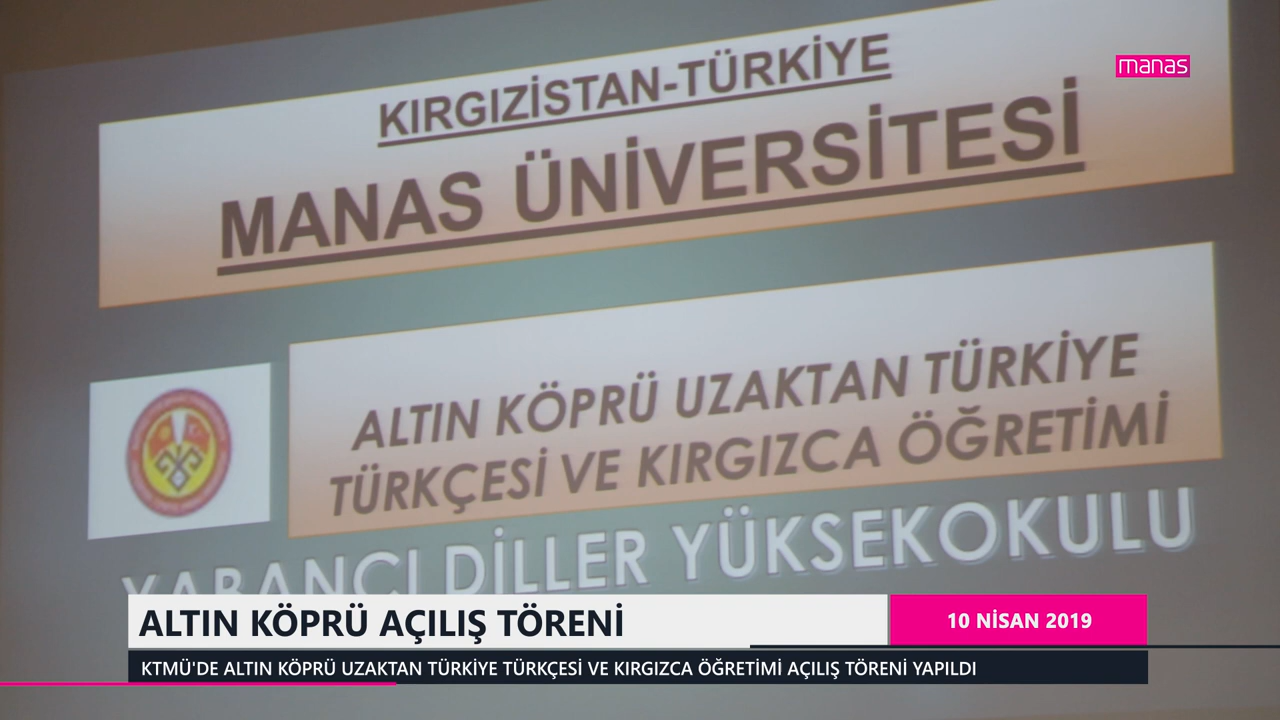 manas
KIRGIZİSTAN-TÜRKİYE
MANAS ÜNİVERSİTESİ
ALTIN KÖPRÜ UZAKTAN TÜRKİYE
TÜRKÇESİ VE KIRGIZCA ÖĞRETİMİ
YABANCI DİLLER YÜKSEKOKULU
ALTIN KÖPRÜ AÇILIŞ TÖRENİ
10 NİSAN 2019
KTMÜ'DE ALTIN KÖPRÜ UZAKTAN TÜRKİYE TÜRKÇESİ VE KIRGIZCA ÖĞRETİMİ AÇILIŞ TÖRENİ YAPILDI